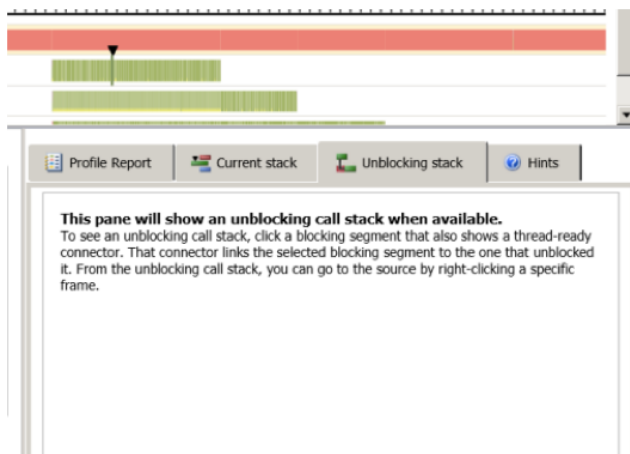 Profile Report
Current stack
Unblocking stack
Hints
This pane will show an unblocking call stack when available.
To see an unblocking call stack, click a blocking segment that also shows a thread-ready
connector. That connector links the selected blocking segment to the one that unblocked
it. From the unblocking call stack, you can go to the source by right-clicking a specific
frame.